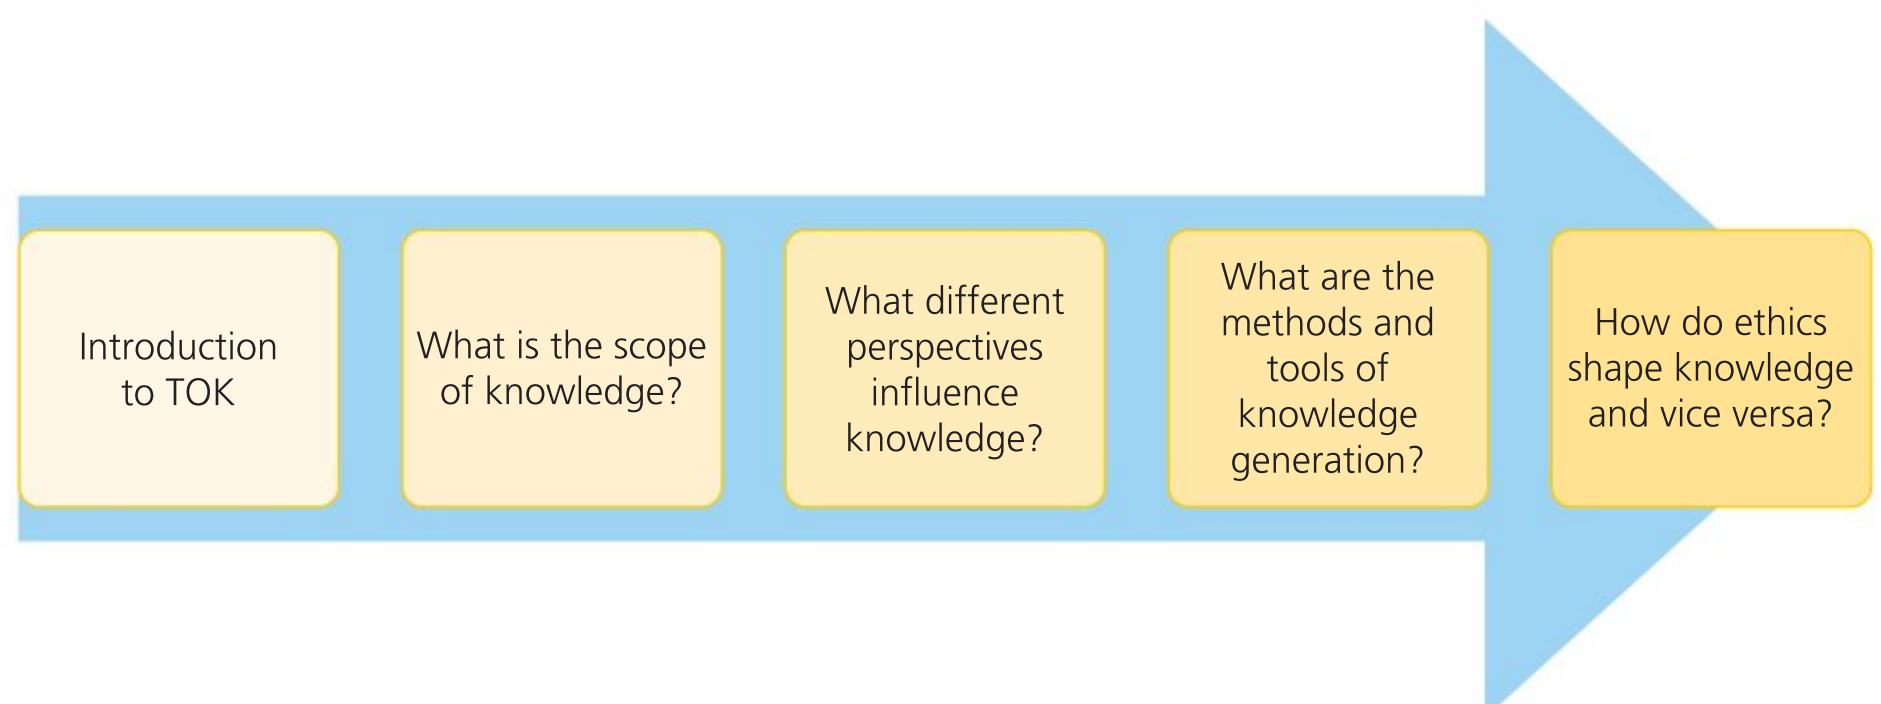 Introduction
to TOK
What is the scope
of knowledge?
What different
perspectives
influence
knowledge?
What are the
methods and
tools of
knowledge
generation?
How do ethics
shape knowledge
and vice versa?